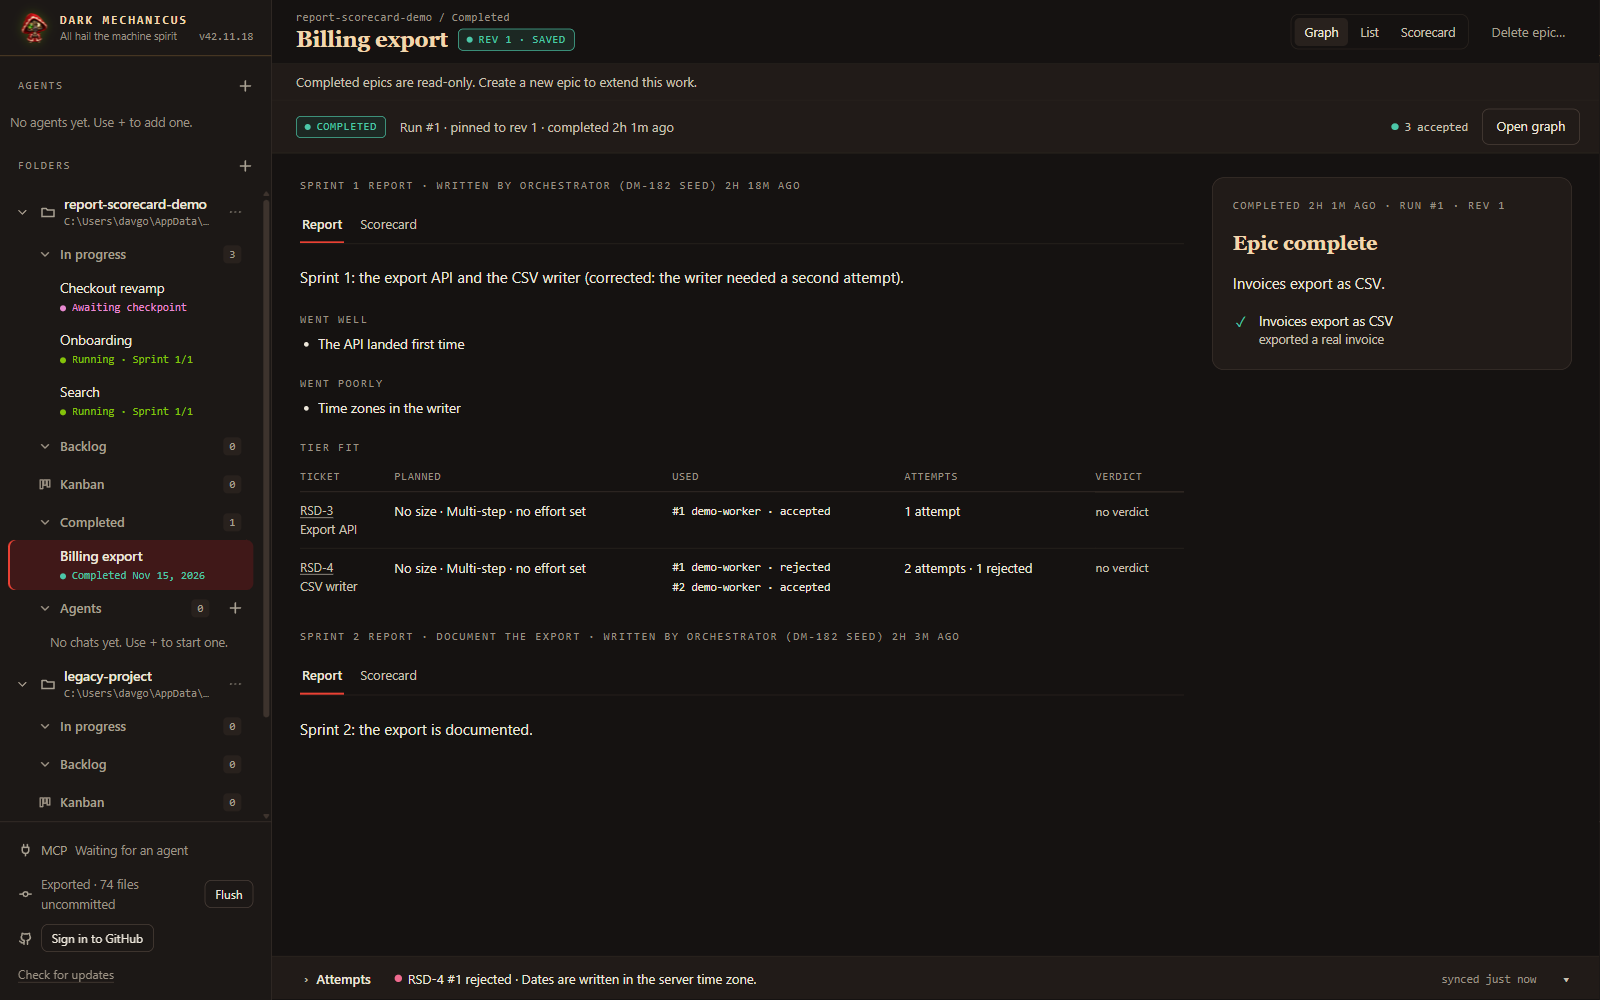 DARK MECHANICUS
All hail the machine spirit v42.11.18
AGENTS
No agents yet. Use + to add one.
FOLDERS
report-scorecard-demo
C:\Users\davgo\AppData\…
In progress 3
Checkout revamp
Awaiting checkpoint
Onboarding
Running · Sprint 1/1
Search
Running · Sprint 1/1
Backlog 0
Kanban 0
Completed 1
Billing export
Completed Nov 15, 2026
Agents 0
No chats yet. Use + to start one.
legacy-project
C:\Users\davgo\AppData\…
In progress 0
Backlog 0
Kanban 0
MCP Waiting for an agent
Exported · 74 files
uncommitted
Flush
Sign in to GitHub
Check for updates
report-scorecard-demo / Completed
Billing export REV 1 · SAVED
Graph List Scorecard Delete epic...
Completed epics are read-only. Create a new epic to extend this work.
COMPLETED Run #1 · pinned to rev 1 · completed 2h 1m ago
3 accepted Open graph
SPRINT 1 REPORT · WRITTEN BY ORCHESTRATOR (DM-182 SEED) 2H 18M AGO
Report Scorecard
Sprint 1: the export API and the CSV writer (corrected: the writer needed a second attempt).
WENT WELL
• The API landed first time
WENT POORLY
• Time zones in the writer
TIER FIT
TICKET PLANNED USED ATTEMPTS VERDICT
RSD-3 No size · Multi-step · no effort set #1 demo-worker · accepted 1 attempt no verdict
Export API
RSD-4 No size · Multi-step · no effort set #1 demo-worker · rejected 2 attempts · 1 rejected no verdict
CSV writer #2 demo-worker · accepted
SPRINT 2 REPORT · DOCUMENT THE EXPORT · WRITTEN BY ORCHESTRATOR (DM-182 SEED) 2H 3M AGO
Report Scorecard
Sprint 2: the export is documented.
COMPLETED 2H 1M AGO · RUN #1 · REV 1
Epic complete
Invoices export as CSV.
✓ Invoices export as CSV
exported a real invoice
Attempts RSD-4 #1 rejected · Dates are written in the server time zone.
synced just now